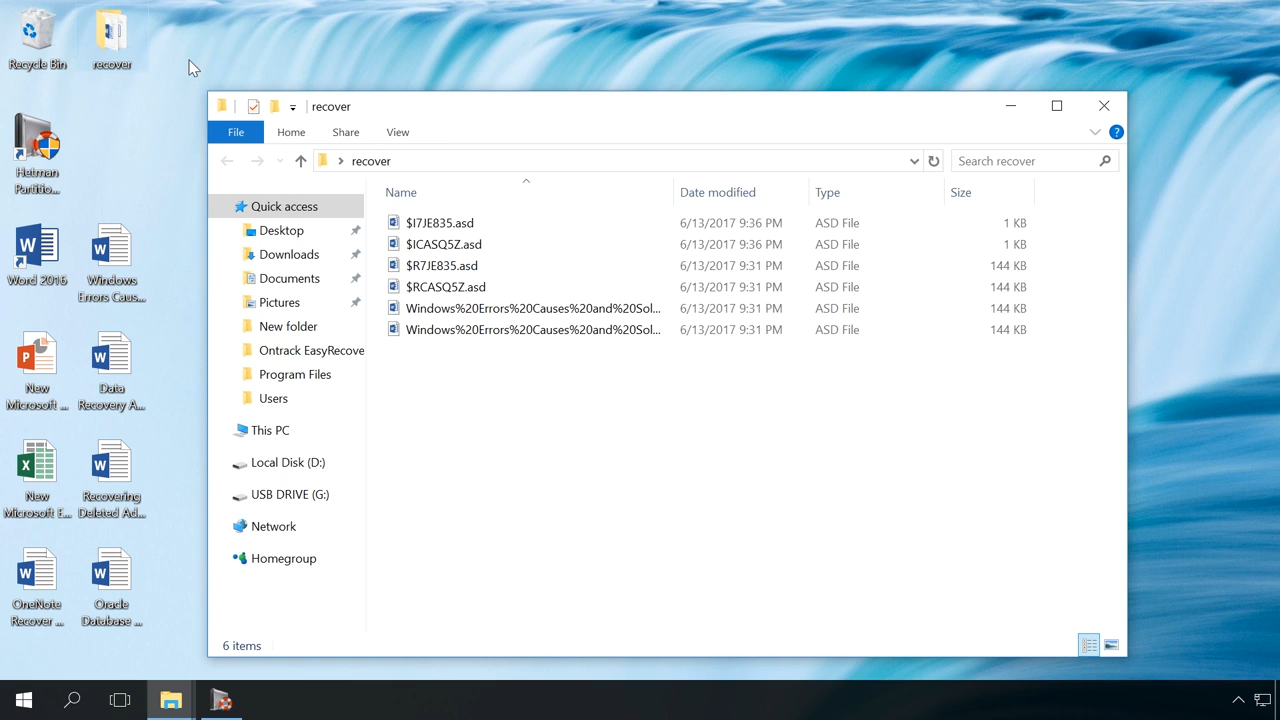 Recycle Bin
recover
Hetman
Partitio...
Word 2016
Windows
Errors Caus...
New
Microsoft ...
Data
Recovery A...
New
Microsoft E...
Recovering
Deleted Ad...
OneNote
Recover ...
Oracle
Database ...
recover
File Home Share View
recover
Search recover
Name Date modified Type Size
Quick access
Desktop
Downloads
Documents
Pictures
New folder
Ontrack EasyRecove
Program Files
Users
This PC
Local Disk (D:)
USB DRIVE (G:)
Network
Homegroup
$I7JE835.asd 6/13/2017 9:36 PM ASD File 1 KB
$ICASQ5Z.asd 6/13/2017 9:36 PM ASD File 1 KB
$R7JE835.asd 6/13/2017 9:31 PM ASD File 144 KB
$RCASQ5Z.asd 6/13/2017 9:31 PM ASD File 144 KB
Windows%20Errors%20Causes%20and%20Sol... 6/13/2017 9:31 PM ASD File 144 KB
Windows%20Errors%20Causes%20and%20Sol... 6/13/2017 9:31 PM ASD File 144 KB
6 items